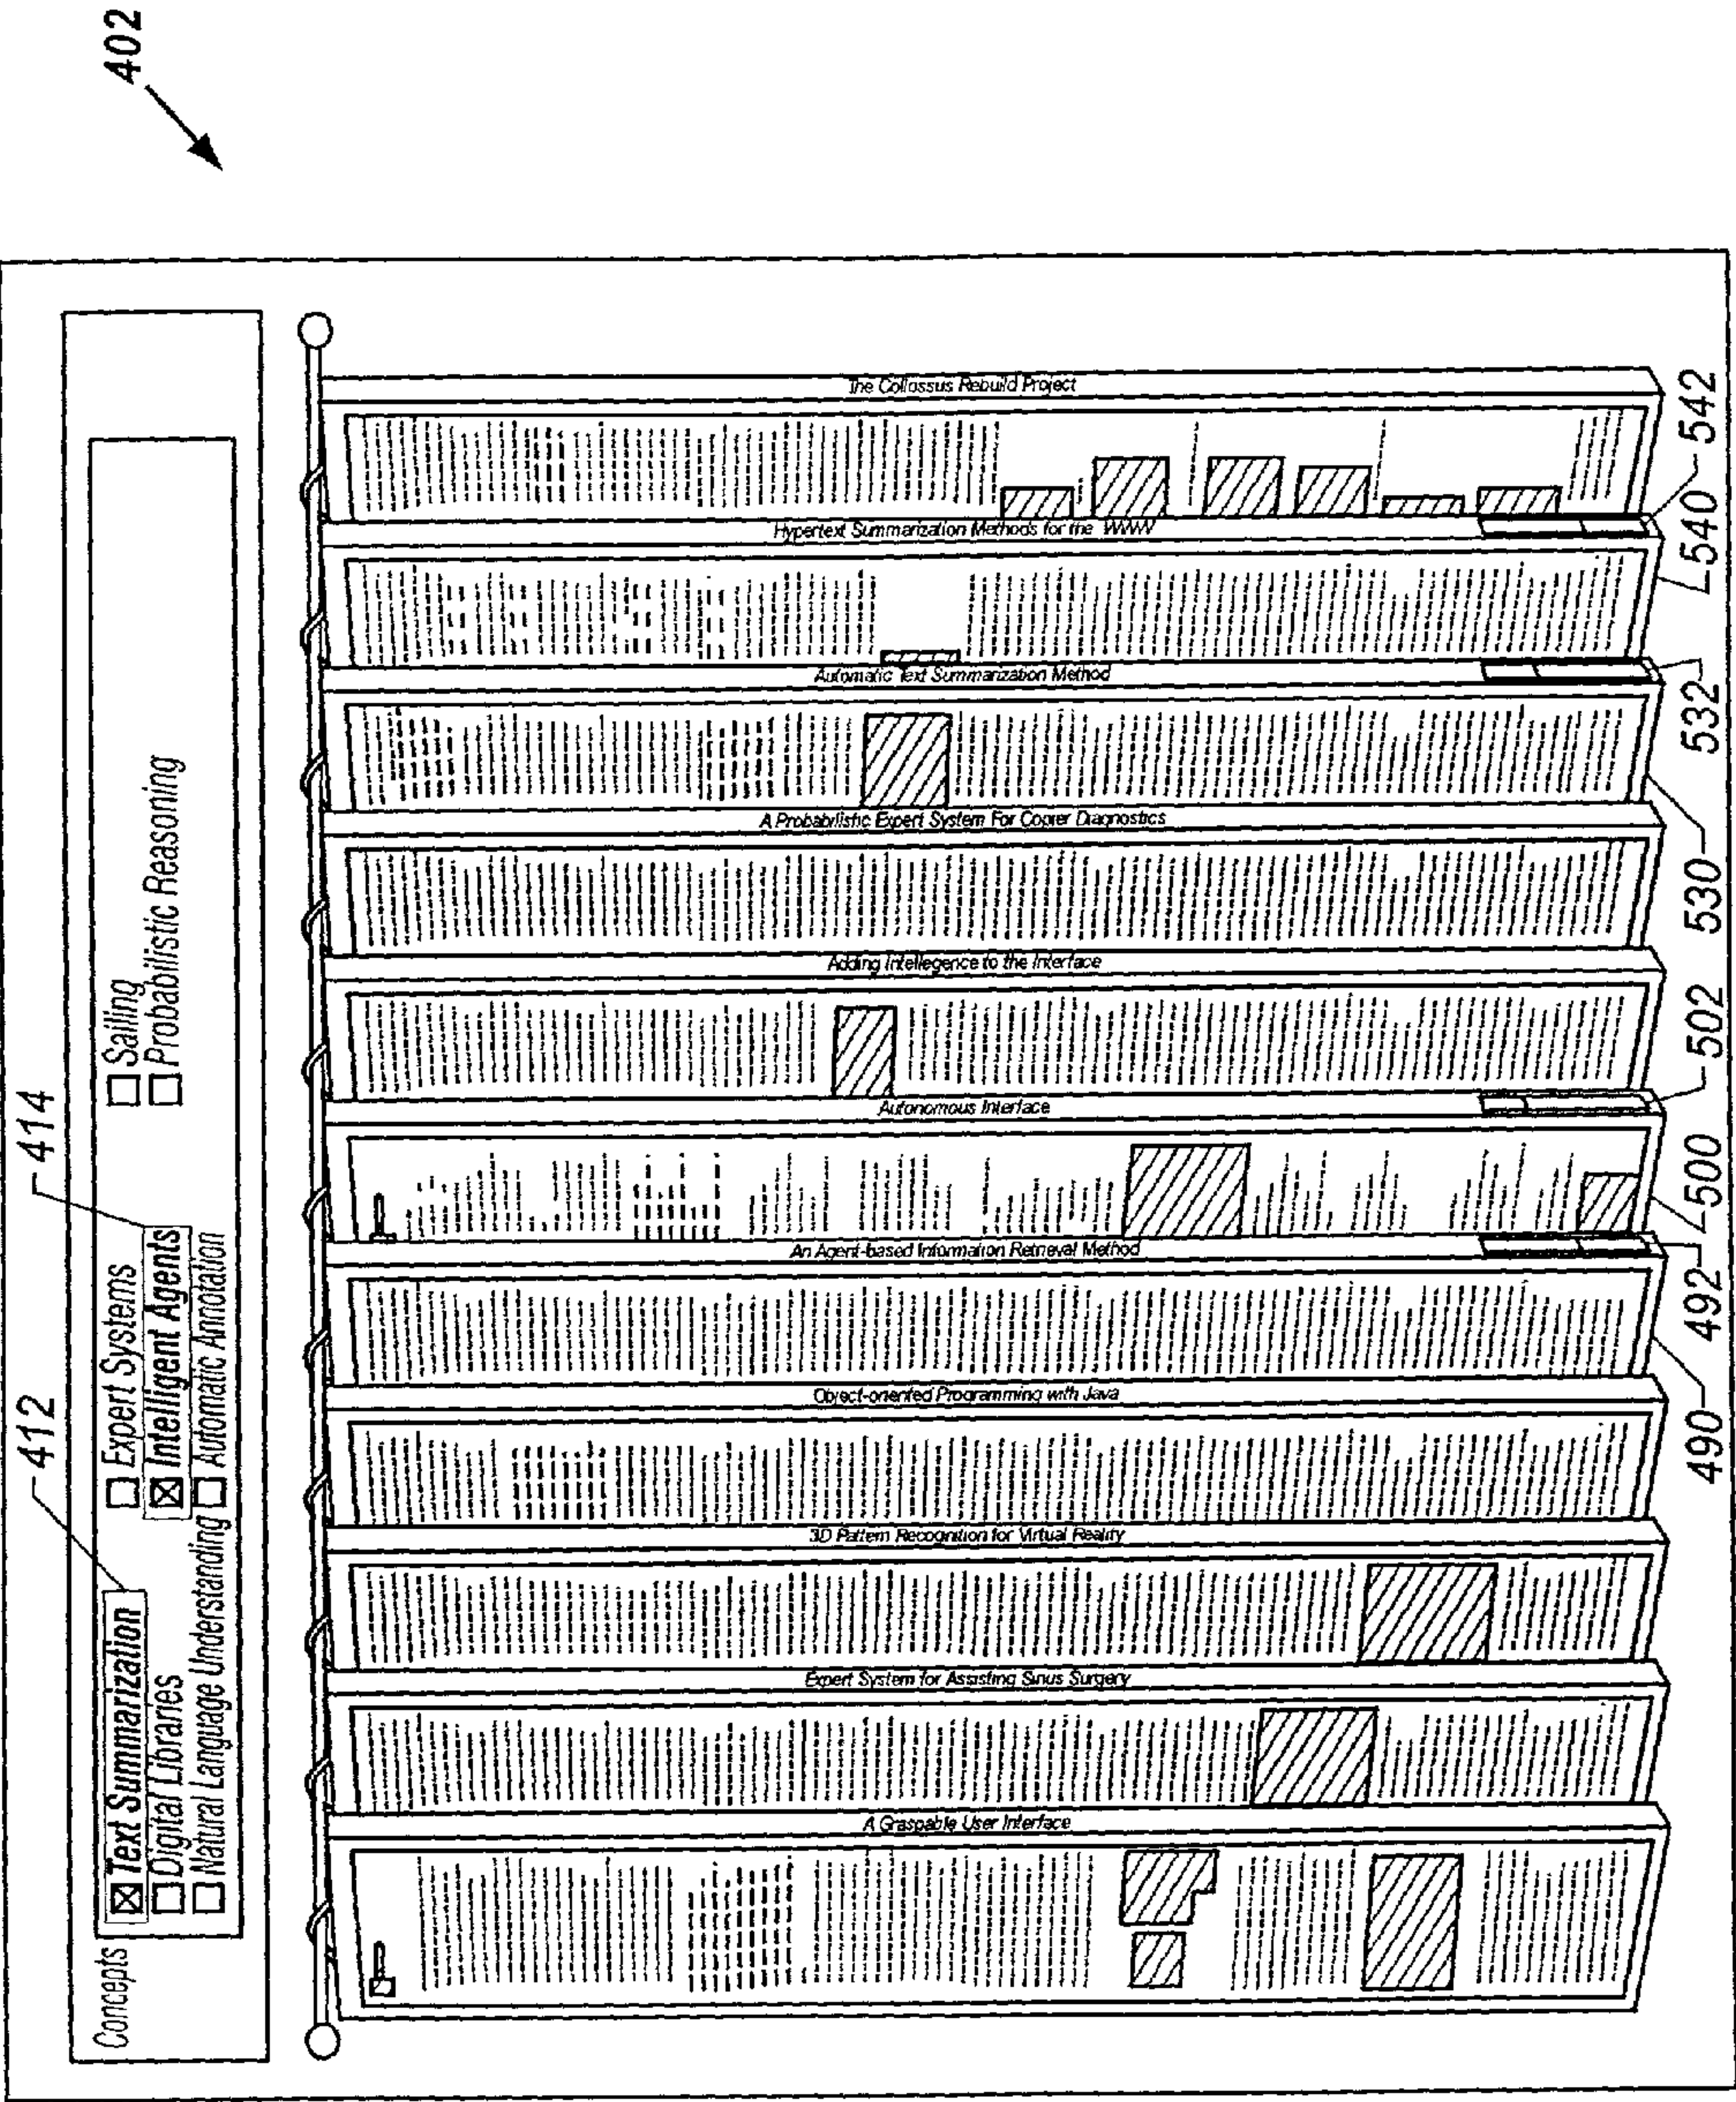 402
412
414
Concepts
Text Summarization
Digital Libraries
Natural Language Understanding
Expert Systems
Intelligent Agents
Automatic Annotation
Sailing
Probabilistic Reasoning
A Graspable User Interface
Expert System for Assisting Sinus Surgery
3D Pattern Recognition for Virtual Reality
Object-oriented Programming with Java
An Agent-based Information Retrieval Method
Autonomous Interface
Adding Intellegence to the Interface
A Probabilistic Expert System For Copier Diagnostics
Automatic Text Summarization Method
Hypertext Summarization Methods for the WWW
The Collossus Rebuild Project
490
492
500
502
530
532
540
542